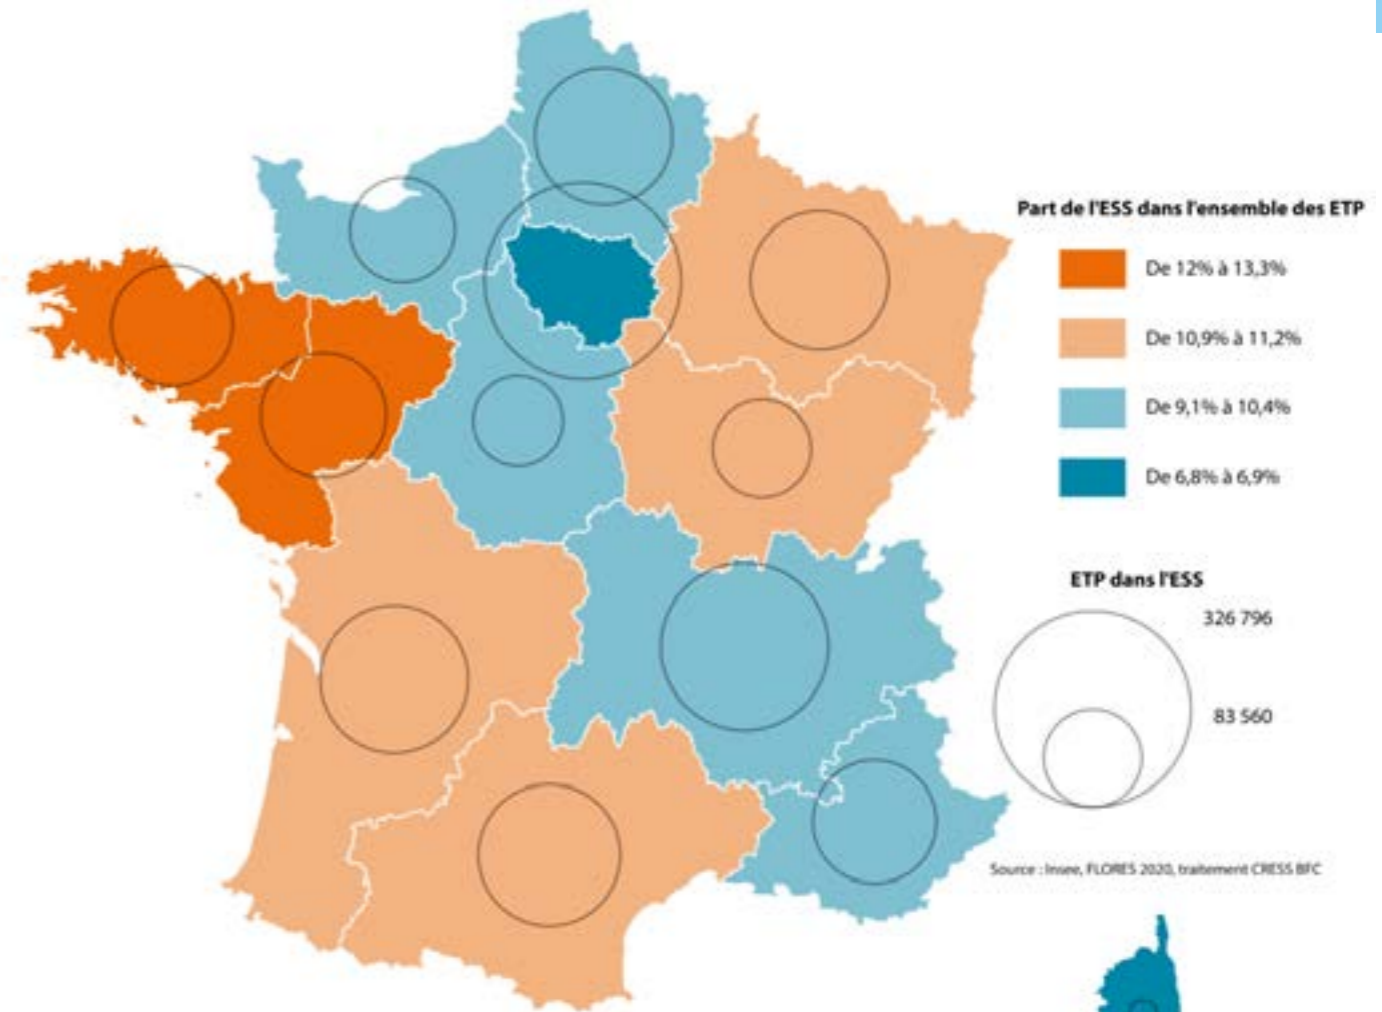 Part de l'ESS dans l'ensemble des ETP
De 12% à 13,3%
De 10,9% à 11,2%
De 9,1% à 10,4%
De 6,8% à 6,9%
ETP dans l'ESS
326 796
83 560
Source : Insee, FLORES 2020, traitement CRESS BFC